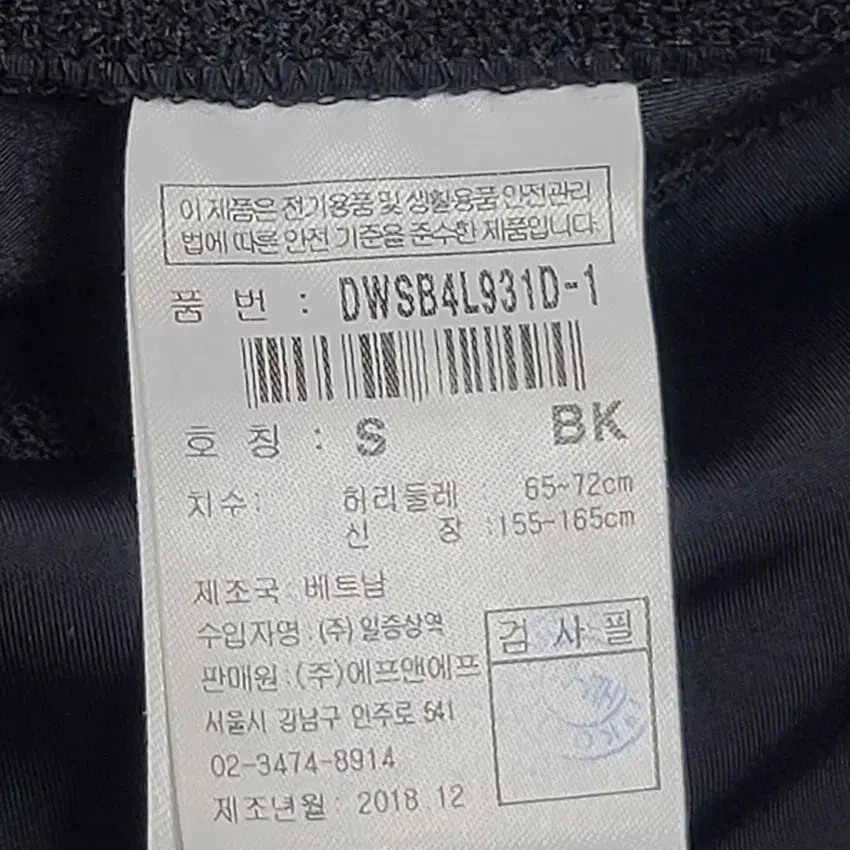 이 제품은 전기용품 및 생활용품 안전관리
법에 따른 안전 기준을 준수한 제품입니다.
품 번 : DWSB4L931D-1
호 칭 : S BK
치수: 허리둘레 : 65~72cm
신 장 :155-165cm
제조국 : 베트남
수입자명 : (주) 일증상역
판매원 : (주)에프앤에프
서울시 강남구 언주로 541
02-3474-8914
제조년월 : 2018. 12
검 사 필